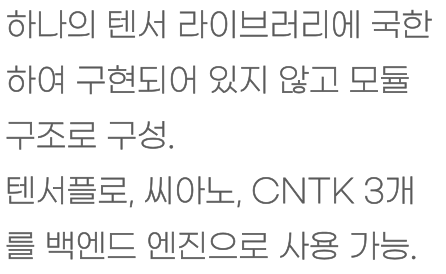 하나의 텐서 라이브러리에 국한
하여 구현되어 있지 않고 모듈
구조로 구성.
텐서플로, 씨아노, CNTK 3개
를 백엔드 엔진으로 사용 가능.